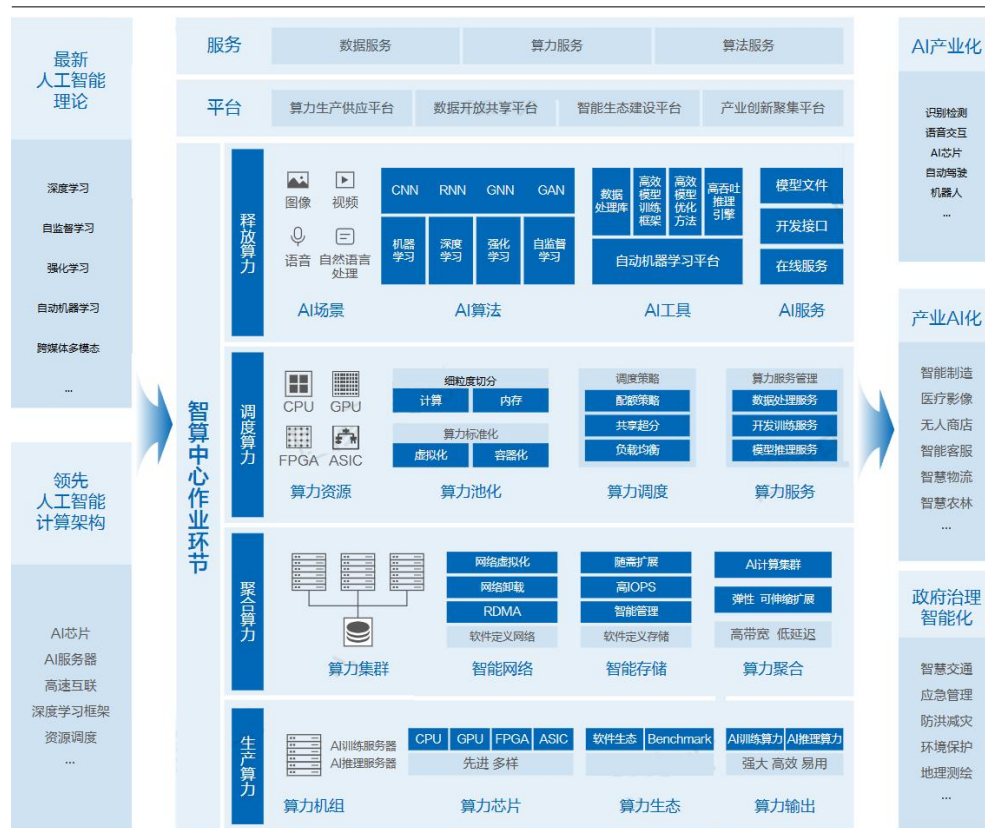 最新
人工智能
理论
深度学习
自监督学习
强化学习
自动机器学习
跨媒体多模态
...
领先
人工智能
计算架构
AI芯片
AI服务器
高速互联
深度学习框架
资源调度
...
服务
数据服务
算力服务
算法服务
平台
算力生产供应平台
数据开放共享平台
智能生态建设平台
产业创新聚集平台
智算中心作业环节
释放算力
图像
视频
语音
自然语言
处理
AI场景
CNN
RNN
GNN
GAN
机器
学习
深度
学习
强化
学习
自监督
学习
AI算法
数据
处理库
高效
模型
训练
框架
高效
模型
优化
方法
高吞吐
推理
引擎
自动机器学习平台
AI工具
模型文件
开发接口
在线服务
AI服务
调度算力
CPU
GPU
FPGA
ASIC
算力资源
细粒度切分
计算
内存
算力标准化
虚拟化
容器化
算力池化
调度策略
配额策略
共享超分
负载均衡
算力调度
算力服务管理
数据处理服务
开发训练服务
模型推理服务
算力服务
聚合算力
算力集群
网络虚拟化
网络卸载
RDMA
软件定义网络
智能网络
随需扩展
高IOPS
智能管理
软件定义存储
智能存储
AI计算集群
弹性 可伸缩扩展
高带宽 低延迟
算力聚合
生产算力
AI训练服务器
AI推理服务器
算力机组
CPU
GPU
FPGA
ASIC
先进 多样
算力芯片
软件生态
Benchmark
算力生态
AI训练算力
AI推理算力
强大 高效 易用
算力输出
AI产业化
识别检测
语音交互
AI芯片
自动驾驶
机器人
...
产业AI化
智能制造
医疗影像
无人商店
智能客服
智慧物流
智慧农林
...
政府治理
智能化
智慧交通
应急管理
防洪减灾
环境保护
地理测绘
...